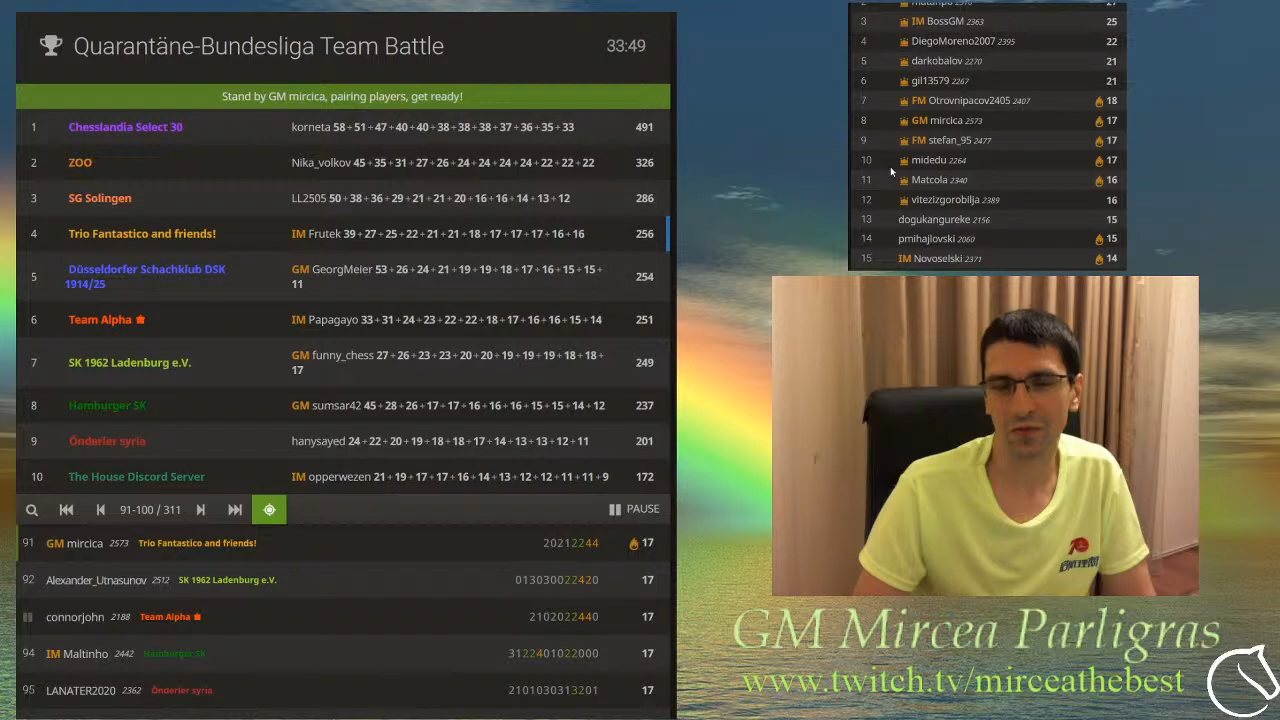 Quarantäne-Bundesliga Team Battle 33:49
Stand by GM mircica, pairing players, get ready!
1 Chesslandia Select 30 korneta 58+51+47+40+40+38+38+38+37+36+35+33 491
2 ZOO Nika_volkov 45+35+31+27+26+24+24+24+24+22+22+22 326
3 SG Solingen LL2505 50+38+36+29+21+21+20+16+16+14+13+12 286
4 Trio Fantastico and friends! IM Frutek 39+27+25+22+21+21+18+17+17+17+16+16 256
5 Düsseldorfer Schachklub DSK GM GeorgMeier 53+26+24+21+19+19+18+17+16+15+15+ 254
1914/25 11
6 Team Alpha IM Papagayo 33+31+24+23+22+22+18+17+16+16+15+14 251
7 SK 1962 Ladenburg e.V. GM funny_chess 27+26+23+23+20+20+19+19+19+18+18+ 249
17
8 Hamburger SK GM sumsar42 45+28+26+17+17+16+16+16+15+15+14+12 237
9 Önderler syria hanysayed 24+22+20+19+18+18+17+14+13+13+12+11 201
10 The House Discord Server IM opperwezen 21+19+17+17+16+14+13+12+12+11+11+9 172
91-100 / 311 PAUSE
91 GM mircica 2573 Trio Fantastico and friends! 20212244 17
92 Alexander_Utnasunov 2512 SK 1962 Ladenburg e.V. 01303002 2420 17
connorjohn 2188 Team Alpha 2102022440 17
94 IM Maltinho 2442 Hamburger SK 312240102 2000 17
95 LANATER2020 2362 Önderler syria 2101030313201 17
3 IM BossGM 2363 25
4 DiegoMoreno2007 2395 22
5 darkobalov 2270 21
6 gil13579 2267 21
7 FM Otrovnipacov2405 2407 18
8 GM mircica 2573 17
9 FM stefan_95 2477 17
10 midedu 2264 17
11 Matcola 2340 16
12 vitezizgorobilja 2389 16
13 dogukangureke 2156 15
14 pmihajlovski 2060 15
15 IM Novoselski 2371 14
GM Mircea Parligras
www.twitch.tv/mirceathebest